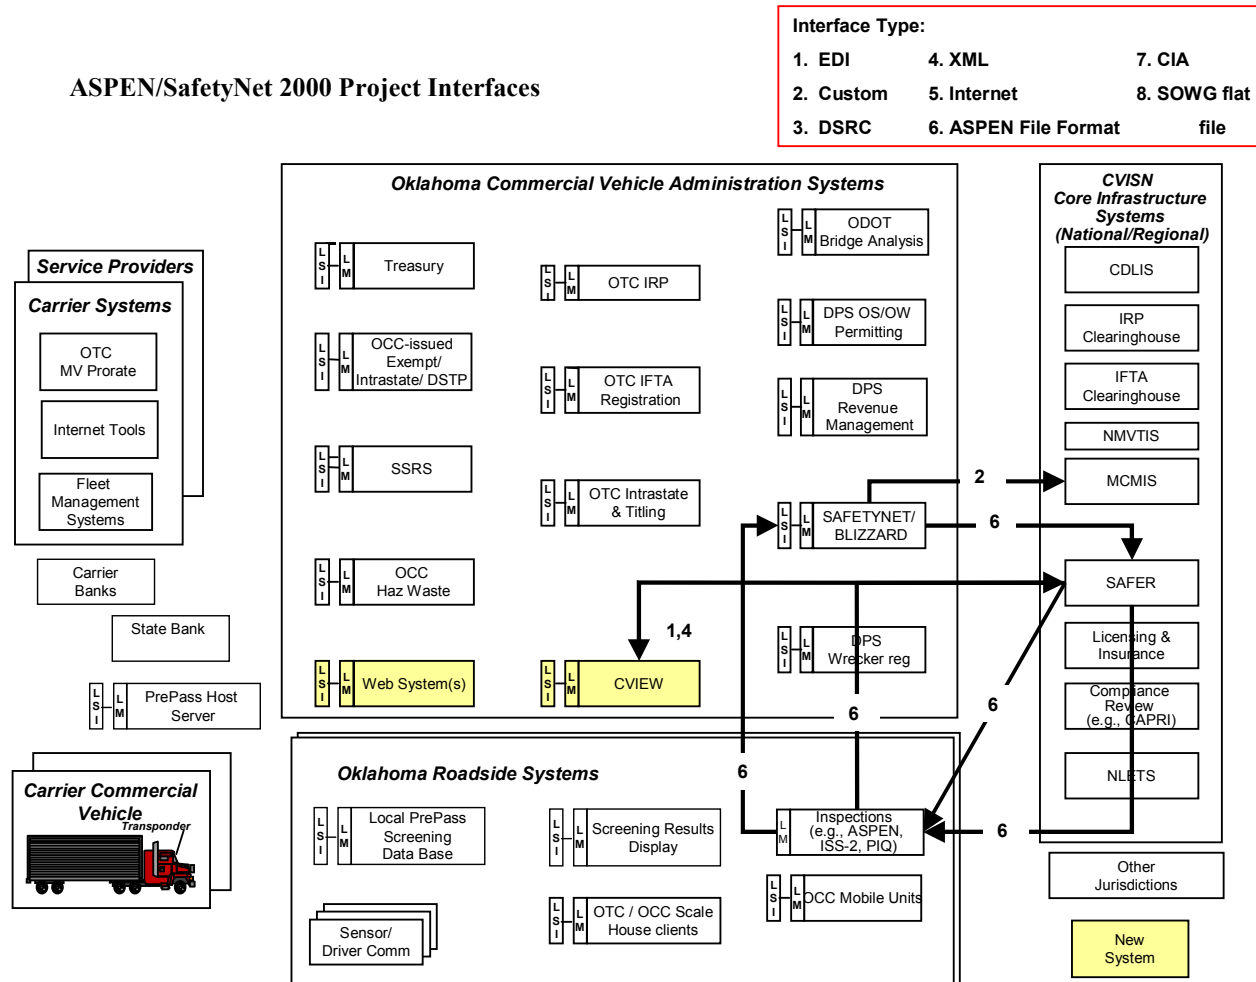 Interface Type:
1. EDI 4. XML 7. CIA
2. Custom 5. Internet 8. SOWG flat
3. DSRC 6. ASPEN File Format file
ASPEN/SafetyNet 2000 Project Interfaces
Service Providers
Carrier Systems
OTC
MV Prorate
Internet Tools
Fleet
Management
Systems
Carrier
Banks
State Bank
L
S
I
L
M
PrePass Host
Server
Carrier Commercial
Vehicle
Transponder
Oklahoma Commercial Vehicle Administration Systems
L
S
I
L
M
Treasury
L
S
I
L
M
OCC-issued
Exempt/
Intrastate/ DSTP
L
S
I
L
M
SSRS
L
S
I
L
M
OCC
Haz Waste
L
S
I
L
M
Web System(s)
L
S
I
L
M
OTC IRP
L
S
I
L
M
OTC IFTA
Registration
L
S
I
L
M
OTC Intrastate
& Titling
1,4
L
S
I
L
M
CVIEW
L
S
I
L
M
ODOT
Bridge Analysis
L
S
I
L
M
DPS OS/OW
Permitting
L
S
I
L
M
DPS
Revenue
Management
L
S
I
L
M
SAFETYNET/
BLIZZARD
L
S
I
L
M
DPS
Wrecker reg
2
6
6
6
6
6
CVISN
Core Infrastructure
Systems
(National/Regional)
CDLIS
IRP
Clearinghouse
IFTA
Clearinghouse
NMVTIS
MCMIS
SAFER
Licensing &
Insurance
Compliance
Review
(e.g., CAPRI)
NLETS
Oklahoma Roadside Systems
L
S
I
L
M
Local PrePass
Screening
Data Base
Sensor/
Driver Comm
L
S
I
L
M
Screening Results
Display
L
S
I
L
M
OTC / OCC Scale
House clients
L
M
Inspections
(e.g., ASPEN,
ISS-2, PIQ)
L
S
I
L
M
OCC Mobile Units
Other
Jurisdictions
New
System